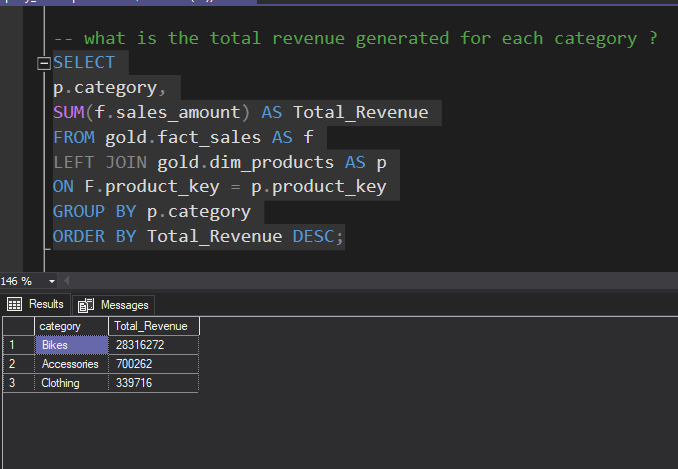 -- what is the total revenue generated for each category ?
SELECT
p.category,
SUM(f.sales_amount) AS Total_Revenue
FROM gold.fact_sales AS f
LEFT JOIN gold.dim_products AS p
ON F.product_key = p.product_key
GROUP BY p.category
ORDER BY Total_Revenue DESC;
146 %
Results Messages
category Total_Revenue
1 Bikes 28316272
2 Accessories 700262
3 Clothing 339716